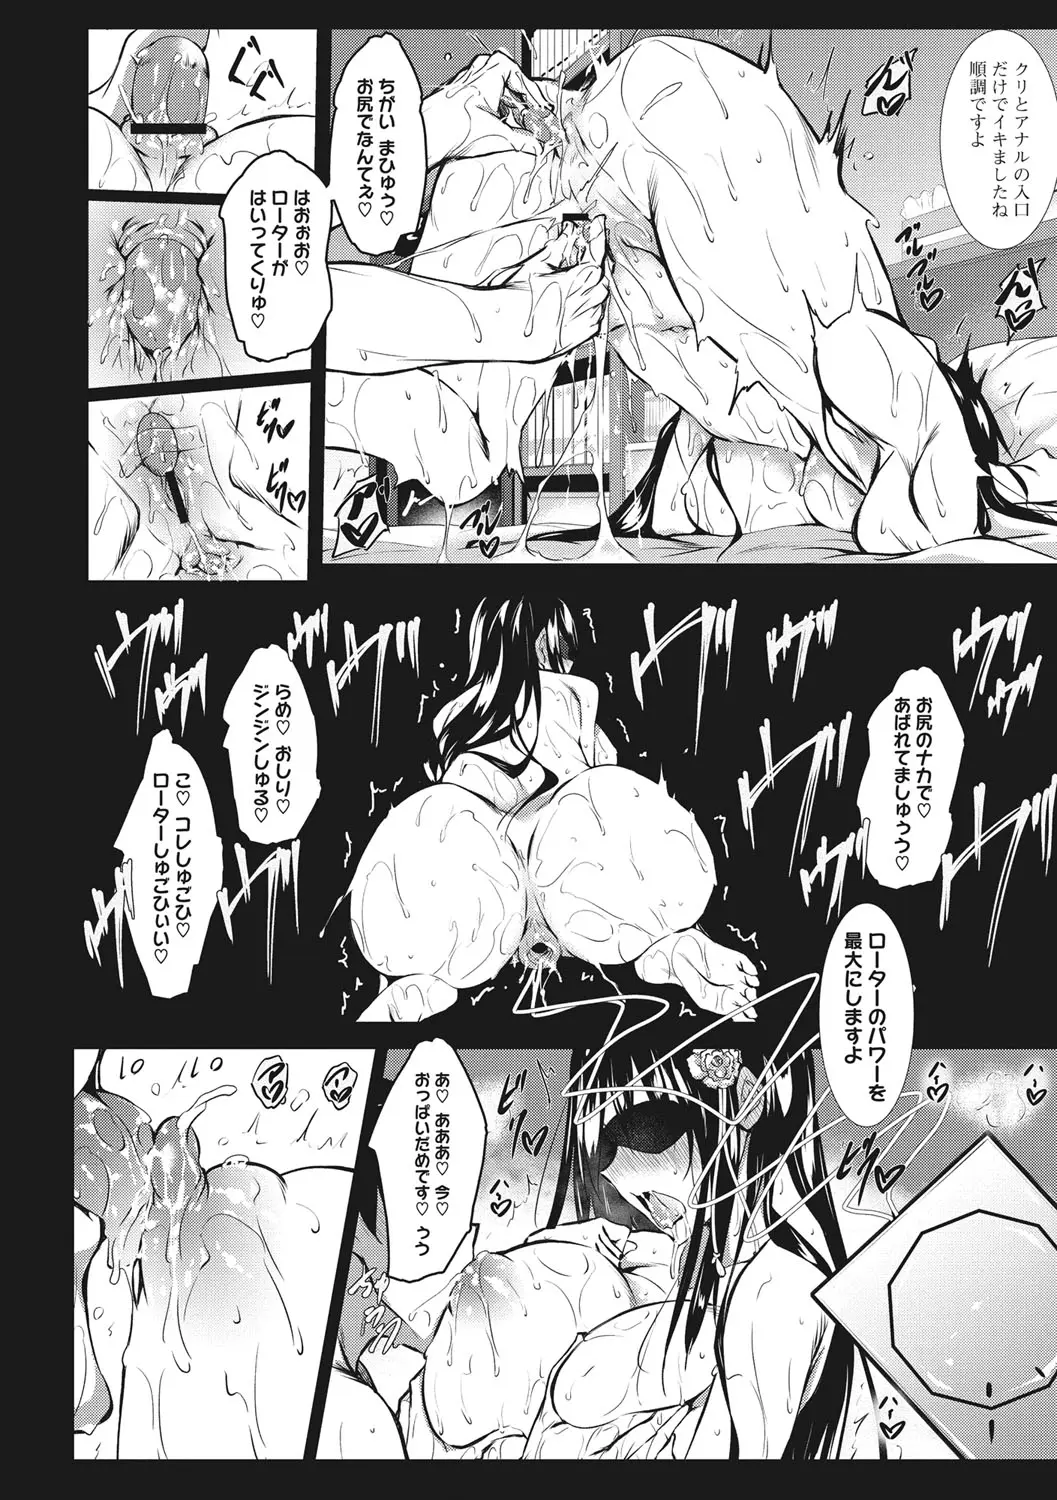 クリとアナルの入口
だけでイキましたね
順調ですよ
ちがい まひゅう♡
お尻でなんてぇ♡
はおぉお♡
ローターが
はいってくりゅ♡
お尻のナカで♡
あばれてましゅうう♡
らめ♡ おしり♡
ジンジンしゅる♡
こ♡ コレしゅごひ♡
ローターしゅごひぃい♡
ローターのパワーを
最大にしますよ
あ♡ あああ♡ 今♡
おっぱいだめです♡ うう